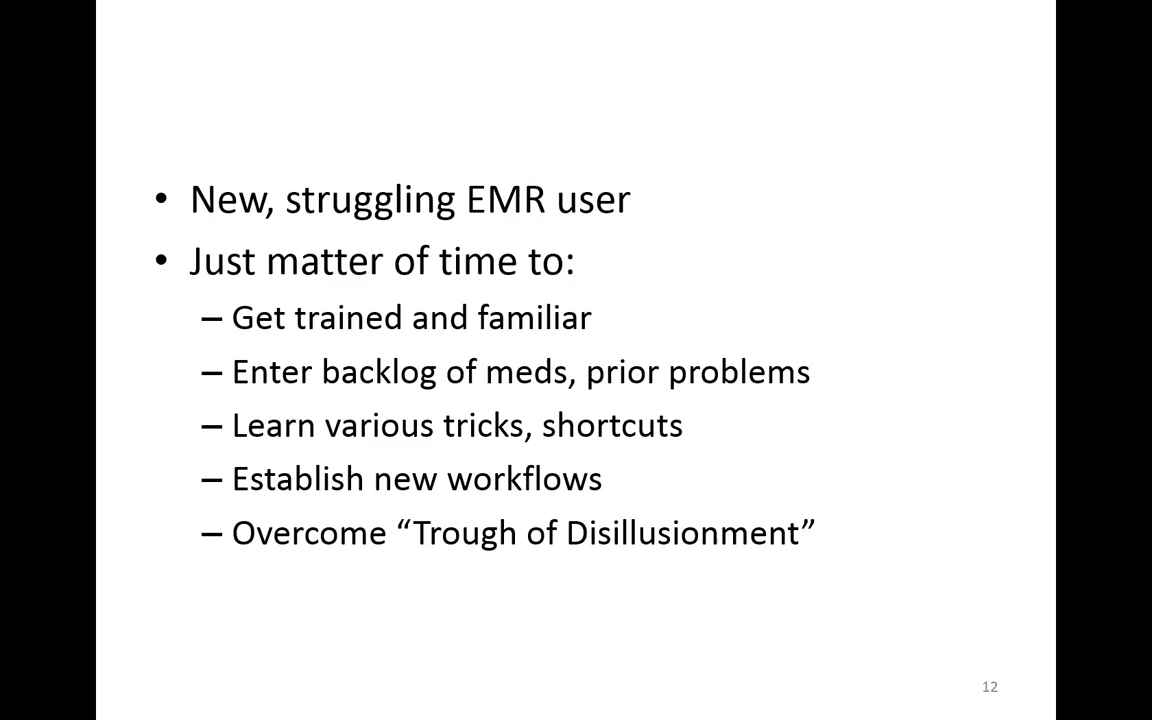 • New, struggling EMR user
• Just matter of time to:
– Get trained and familiar
– Enter backlog of meds, prior problems
– Learn various tricks, shortcuts
– Establish new workflows
– Overcome “Trough of Disillusionment”
12